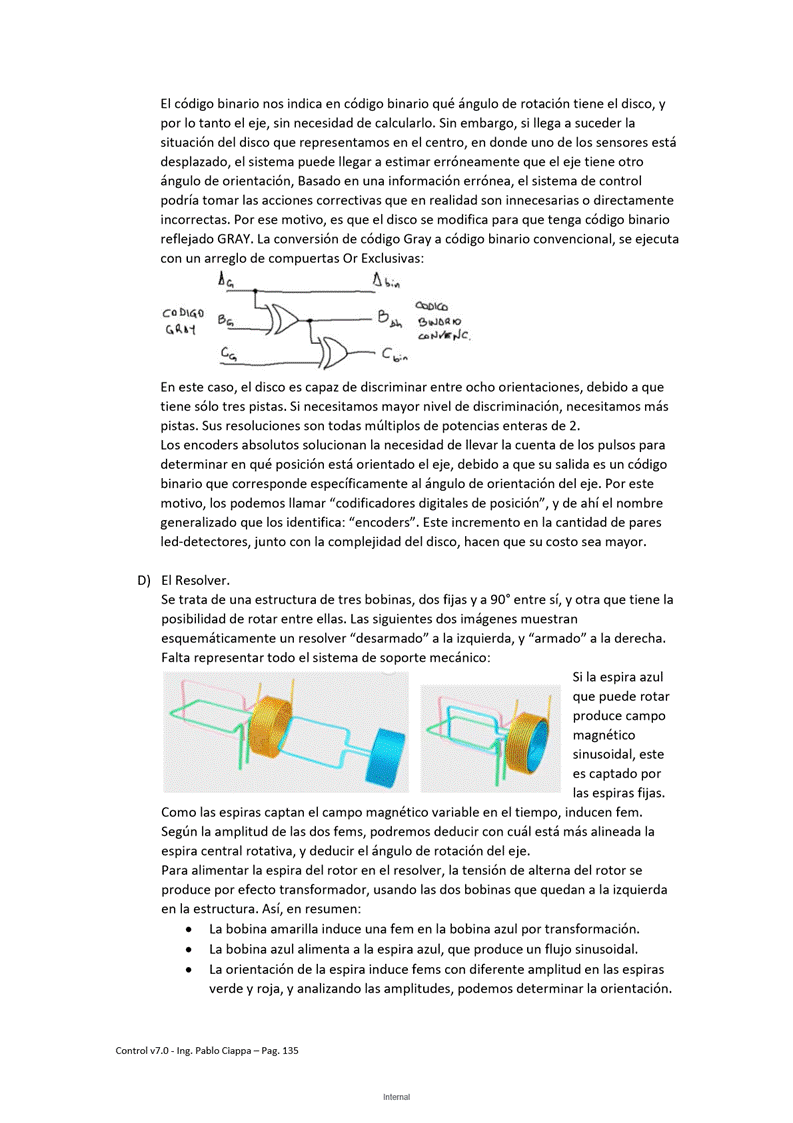 El código binario nos indica en código binario qué ángulo de rotación tiene el disco, y
por lo tanto el eje, sin necesidad de calcularlo. Sin embargo, si llega a suceder la
situación del disco que representamos en el centro, en donde uno de los sensores está
desplazado, el sistema puede llegar a estimar erróneamente que el eje tiene otro
ángulo de orientación, Basado en una información errónea, el sistema de control
podría tomar las acciones correctivas que en realidad son innecesarias o directamente
incorrectas. Por ese motivo, es que el disco se modifica para que tenga código binario
reflejado GRAY. La conversión de código Gray a código binario convencional, se ejecuta
con un arreglo de compuertas Or Exclusivas:
AG Abin
CODIGO BG CODIGO
GRAY BINARIO
CONVENC.
CG Cbin
En este caso, el disco es capaz de discriminar entre ocho orientaciones, debido a que
tiene sólo tres pistas. Si necesitamos mayor nivel de discriminación, necesitamos más
pistas. Sus resoluciones son todas múltiplos de potencias enteras de 2.
Los encoders absolutos solucionan la necesidad de llevar la cuenta de los pulsos para
determinar en qué posición está orientado el eje, debido a que su salida es un código
binario que corresponde específicamente al ángulo de orientación del eje. Por este
motivo, los podemos llamar “codificadores digitales de posición”, y de ahí el nombre
generalizado que los identifica: “encoders”. Este incremento en la cantidad de pares
led-detectores, junto con la complejidad del disco, hacen que su costo sea mayor.
D) El Resolver.
Se trata de una estructura de tres bobinas, dos fijas y a 90° entre sí, y otra que tiene la
posibilidad de rotar entre ellas. Las siguientes dos imágenes muestran
esquemáticamente un resolver “desarmado” a la izquierda, y “armado” a la derecha.
Falta representar todo el sistema de soporte mecánico:
Si la espira azul
que puede rotar
produce campo
magnético
sinusoidal, este
es captado por
las espiras fijas.
Como las espiras captan el campo magnético variable en el tiempo, inducen fem.
Según la amplitud de las dos fems, podremos deducir con cuál está más alineada la
espira central rotativa, y deducir el ángulo de rotación del eje.
Para alimentar la espira del rotor en el resolver, la tensión de alterna del rotor se
produce por efecto transformador, usando las dos bobinas que quedan a la izquierda
en la estructura. Así, en resumen:
• La bobina amarilla induce una fem en la bobina azul por transformación.
• La bobina azul alimenta a la espira azul, que produce un flujo sinusoidal.
• La orientación de la espira induce fems con diferente amplitud en las espiras
verde y roja, y analizando las amplitudes, podemos determinar la orientación.
Control v7.0 - Ing. Pablo Ciappa – Pag. 135
Internal